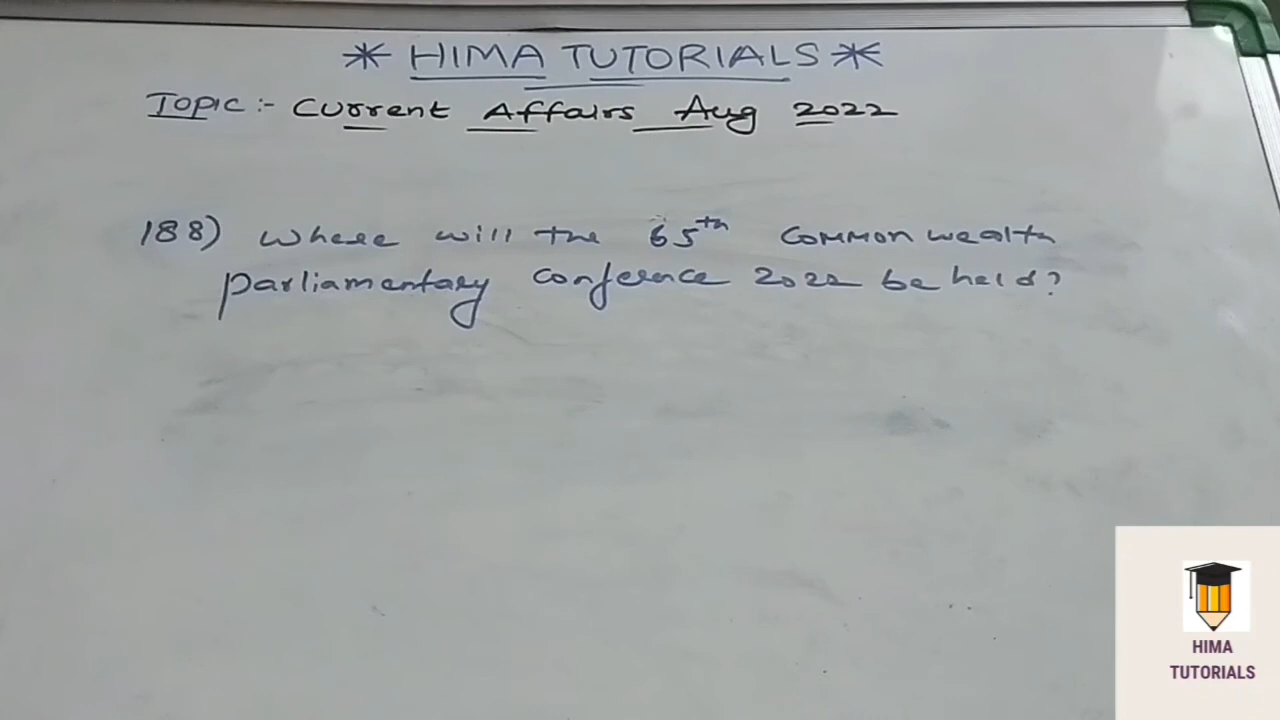 * HIMA TUTORIALS *
Topic:- Current Affairs Aug 2022
188) Where will the 65th Commonwealth
parliamentary conference 2022 be held?
HIMA
TUTORIALS